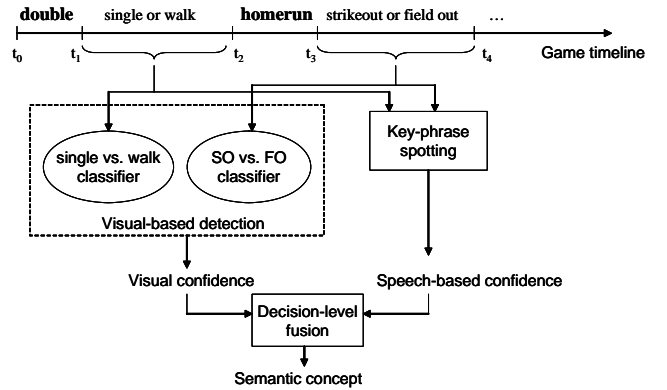 double single or walk homerun strikeout or field out ...
t0 t1 t2 t3 t4 Game timeline
single vs. walk
classifier
SO vs. FO
classifier
Key-phrase
spotting
Visual-based detection
Visual confidence
Speech-based confidence
Decision-level
fusion
Semantic concept